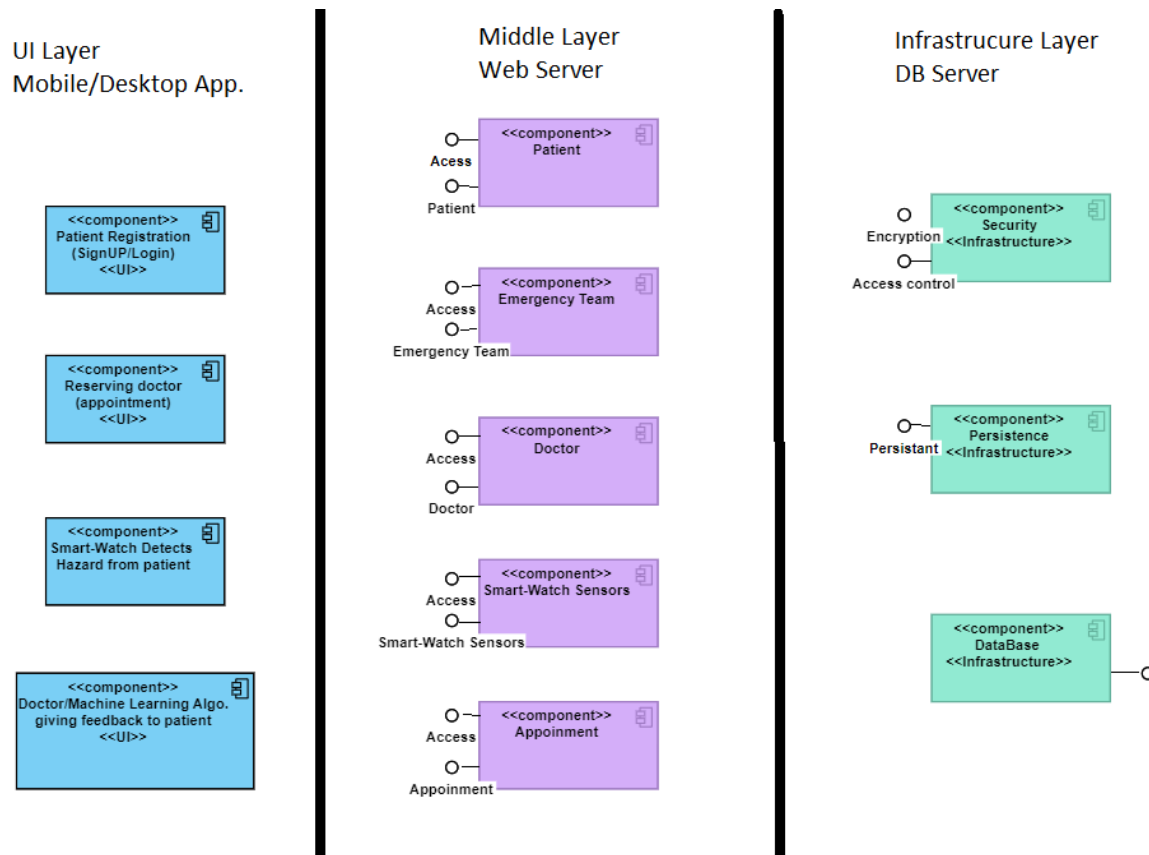 UI Layer
Mobile/Desktop App.
<<component>>
Patient Registration
(SignUP/Login)
<<UI>>
<<component>>
Reserving doctor
(appointment)
<<UI>>
<<component>>
Smart-Watch Detects
Hazard from patient
<<component>>
Doctor/Machine Learning Algo.
giving feedback to patient
<<UI>>
Middle Layer
Web Server
<<component>>
Patient
Acess
Patient
<<component>>
Emergency Team
Access
Emergency Team
<<component>>
Doctor
Access
Doctor
<<component>>
Smart-Watch Sensors
Access
Smart-Watch Sensors
<<component>>
Appoinment
Access
Appoinment
Infrastrucure Layer
DB Server
<<component>>
Security
<<Infrastructure>>
Encryption
Access control
<<component>>
Persistence
<<Infrastructure>>
Persistant
<<component>>
DataBase
<<Infrastructure>>